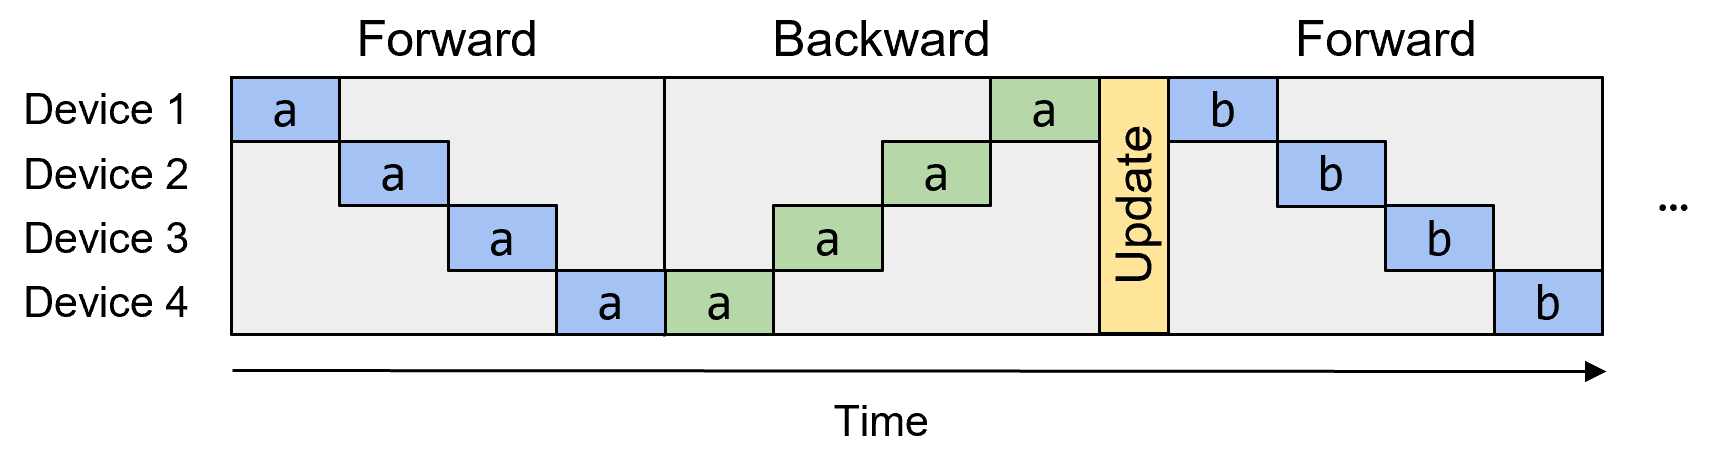 Forward Backward Forward
Device 1 a a b
Device 2 a a b
Device 3 a a b
Device 4 a a b
Update
...
Time